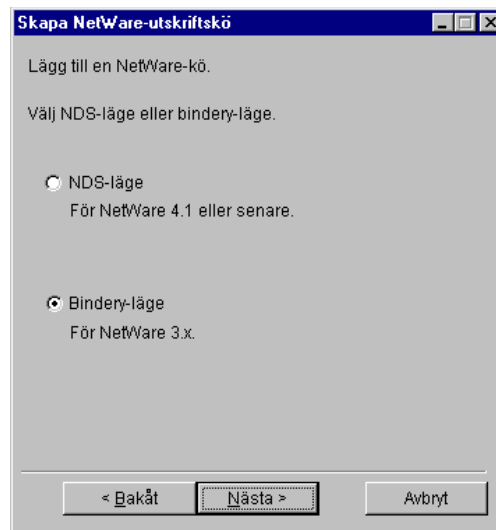 Skapa NetWare-utskriftskö
Lägg till en NetWare-kö.
Välj NDS-läge eller bindery-läge.
NDS-läge
För NetWare 4.1 eller senare.
Bindery-läge
För NetWare 3.x.
< Bakåt Nästa > Avbryt